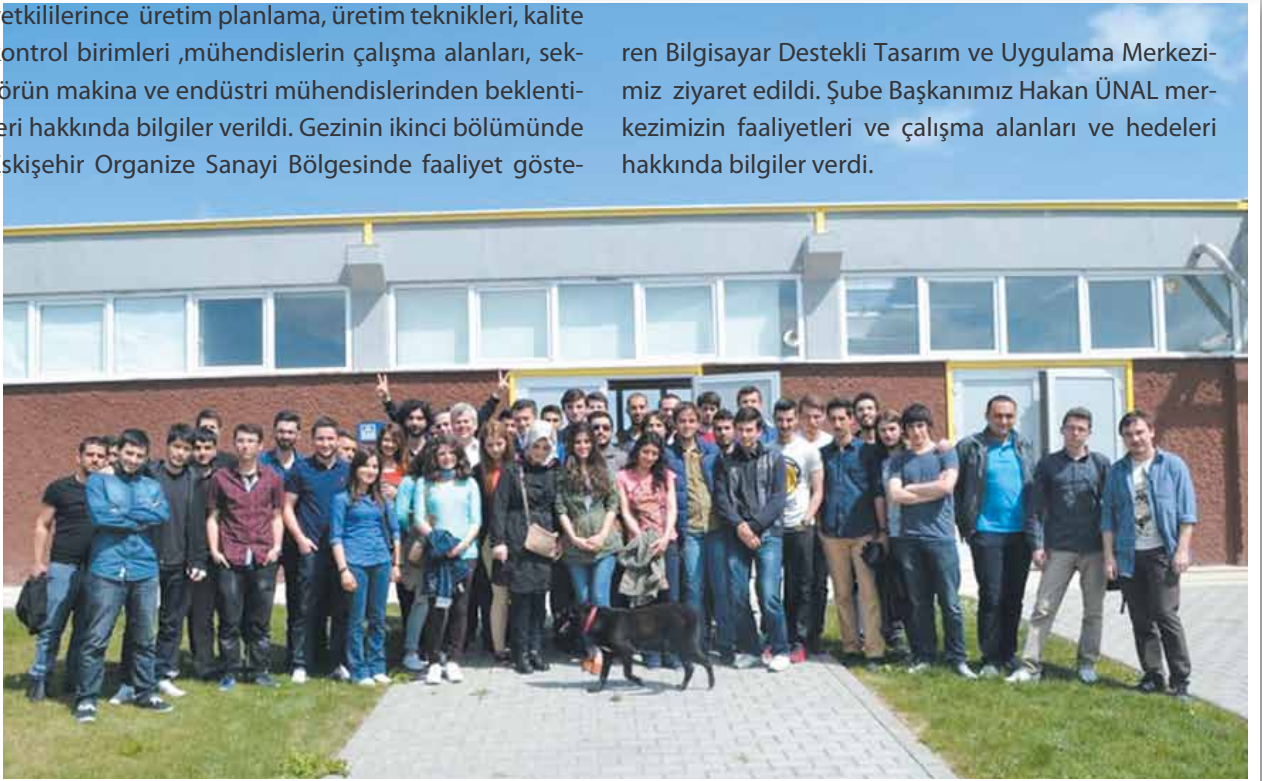 etkililerince üretim planlama, üretim teknikleri, kalite
ontrol birimleri ,mühendislerin çalışma alanları, sek-
örün makina ve endüstri mühendislerinden beklenti-
eri hakkında bilgiler verildi. Gezinin ikinci bölümünde
skişehir Organize Sanayi Bölgesinde faaliyet göste-
ren Bilgisayar Destekli Tasarım ve Uygulama Merkezi-
miz ziyaret edildi. Şube Başkanımız Hakan ÜNAL mer-
kezimizin faaliyetleri ve çalışma alanları ve hedeleri
hakkında bilgiler verdi.